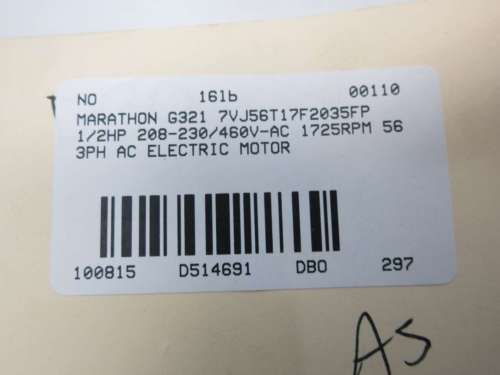 NO 16lb 00110
MARATHON G321 7VJ56T17F2035FP
1/2HP 208-230/460V-AC 1725RPM 56
3PH AC ELECTRIC MOTOR
100815 D514691 DBO 297
AS